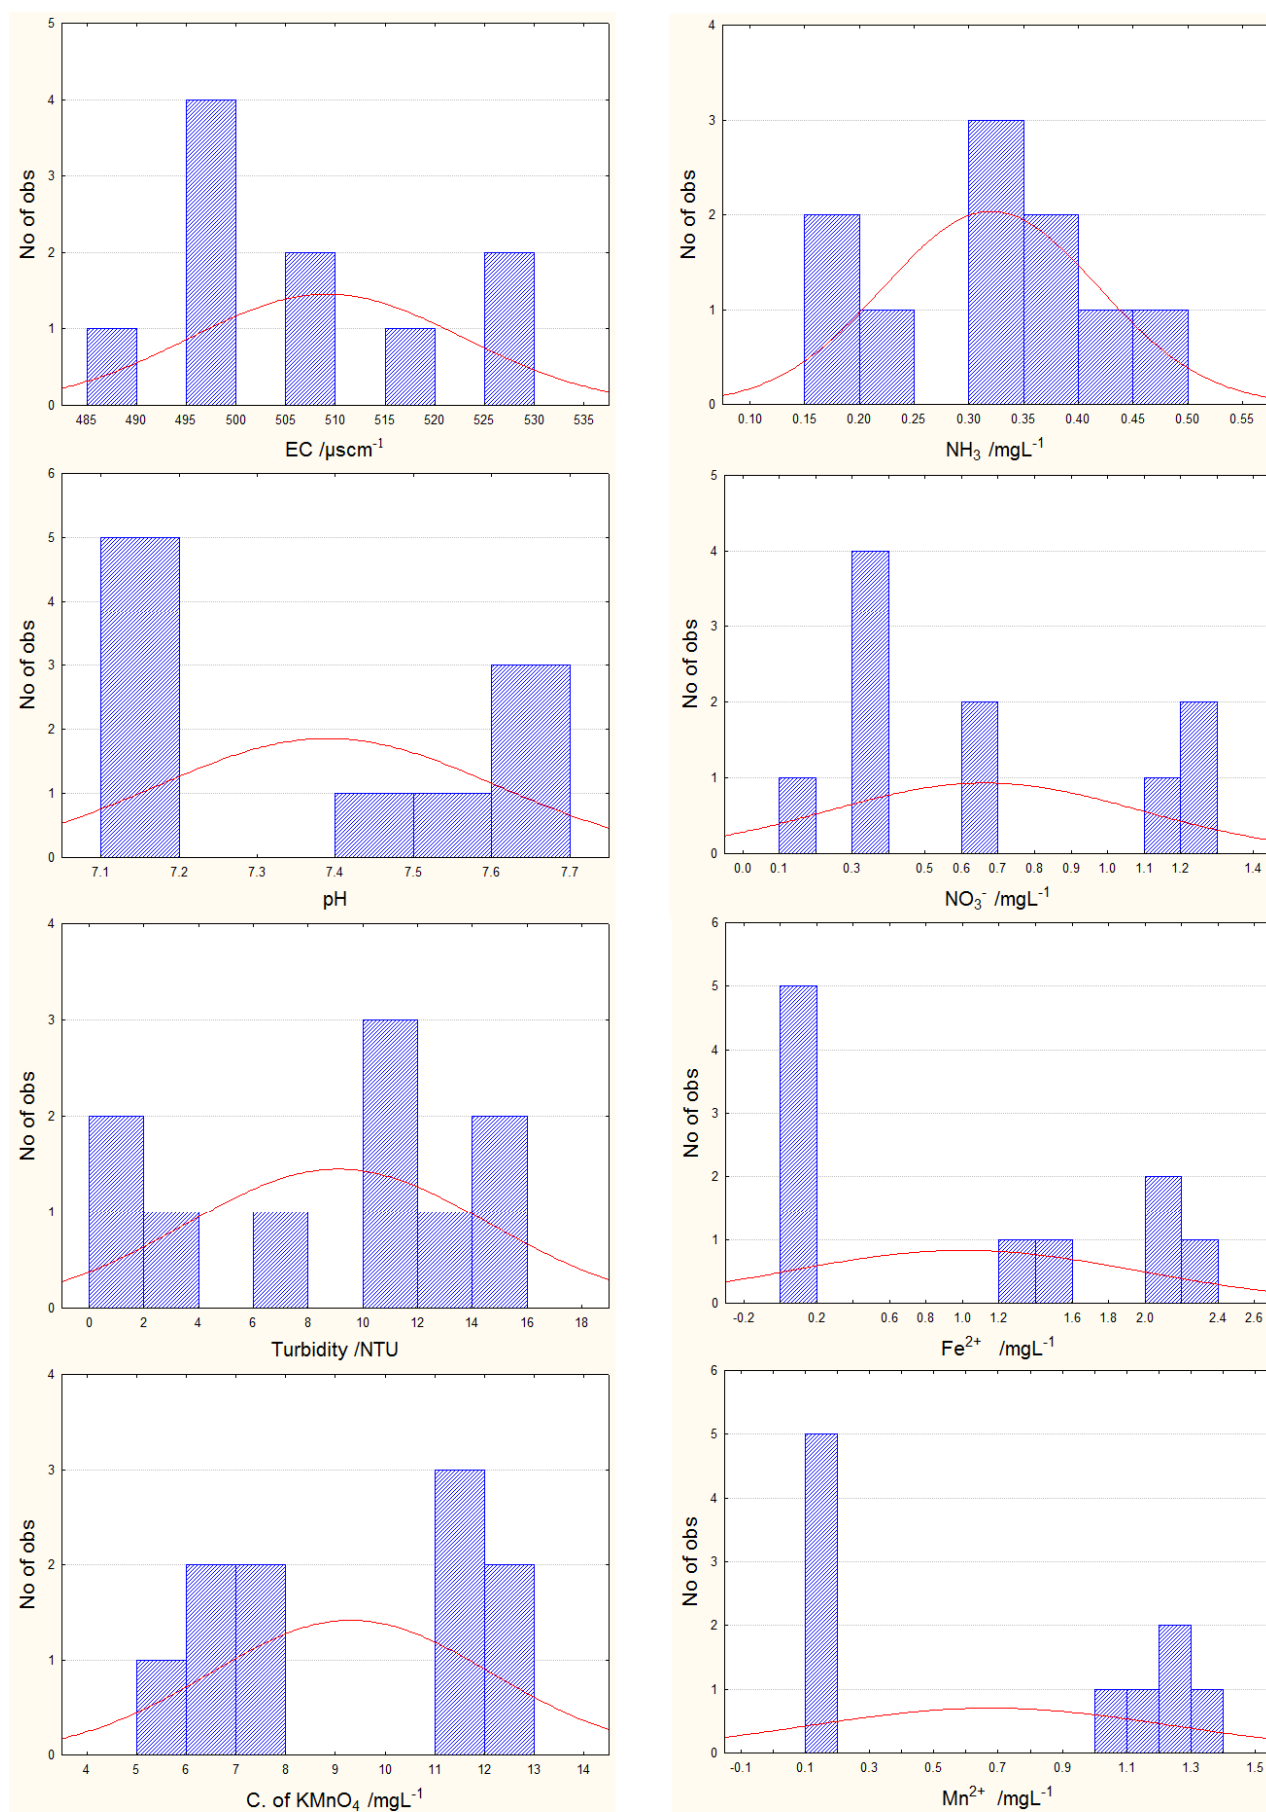 5
4
3
2
1
0
No of obs
485 490 495 500 505 510 515 520 525 530 535
EC /µscm-1
4
3
2
1
0
No of obs
0.10 0.15 0.20 0.25 0.30 0.35 0.40 0.45 0.50 0.55
NH3 /mgL-1
6
5
4
3
2
1
0
No of obs
7.1 7.2 7.3 7.4 7.5 7.6 7.7
pH
5
4
3
2
1
0
No of obs
0.0 0.1 0.3 0.5 0.6 0.7 0.8 0.9 1.0 1.1 1.2 1.4
NO3- /mgL-1
4
3
2
1
0
No of obs
0 2 4 6 8 10 12 14 16 18
Turbidity /NTU
6
5
4
3
2
1
0
No of obs
-0.2 0.2 0.6 0.8 1.0 1.2 1.6 2.0 2.4 2.6
Fe2+ /mgL-1
4
3
2
1
0
No of obs
4 5 6 7 8 9 10 11 12 13 14
C. of KMnO4 /mgL-1
6
5
4
3
2
1
0
No of obs
-0.1 0.1 0.3 0.5 0.7 0.9 1.1 1.3 1.5
Mn2+ /mgL-1